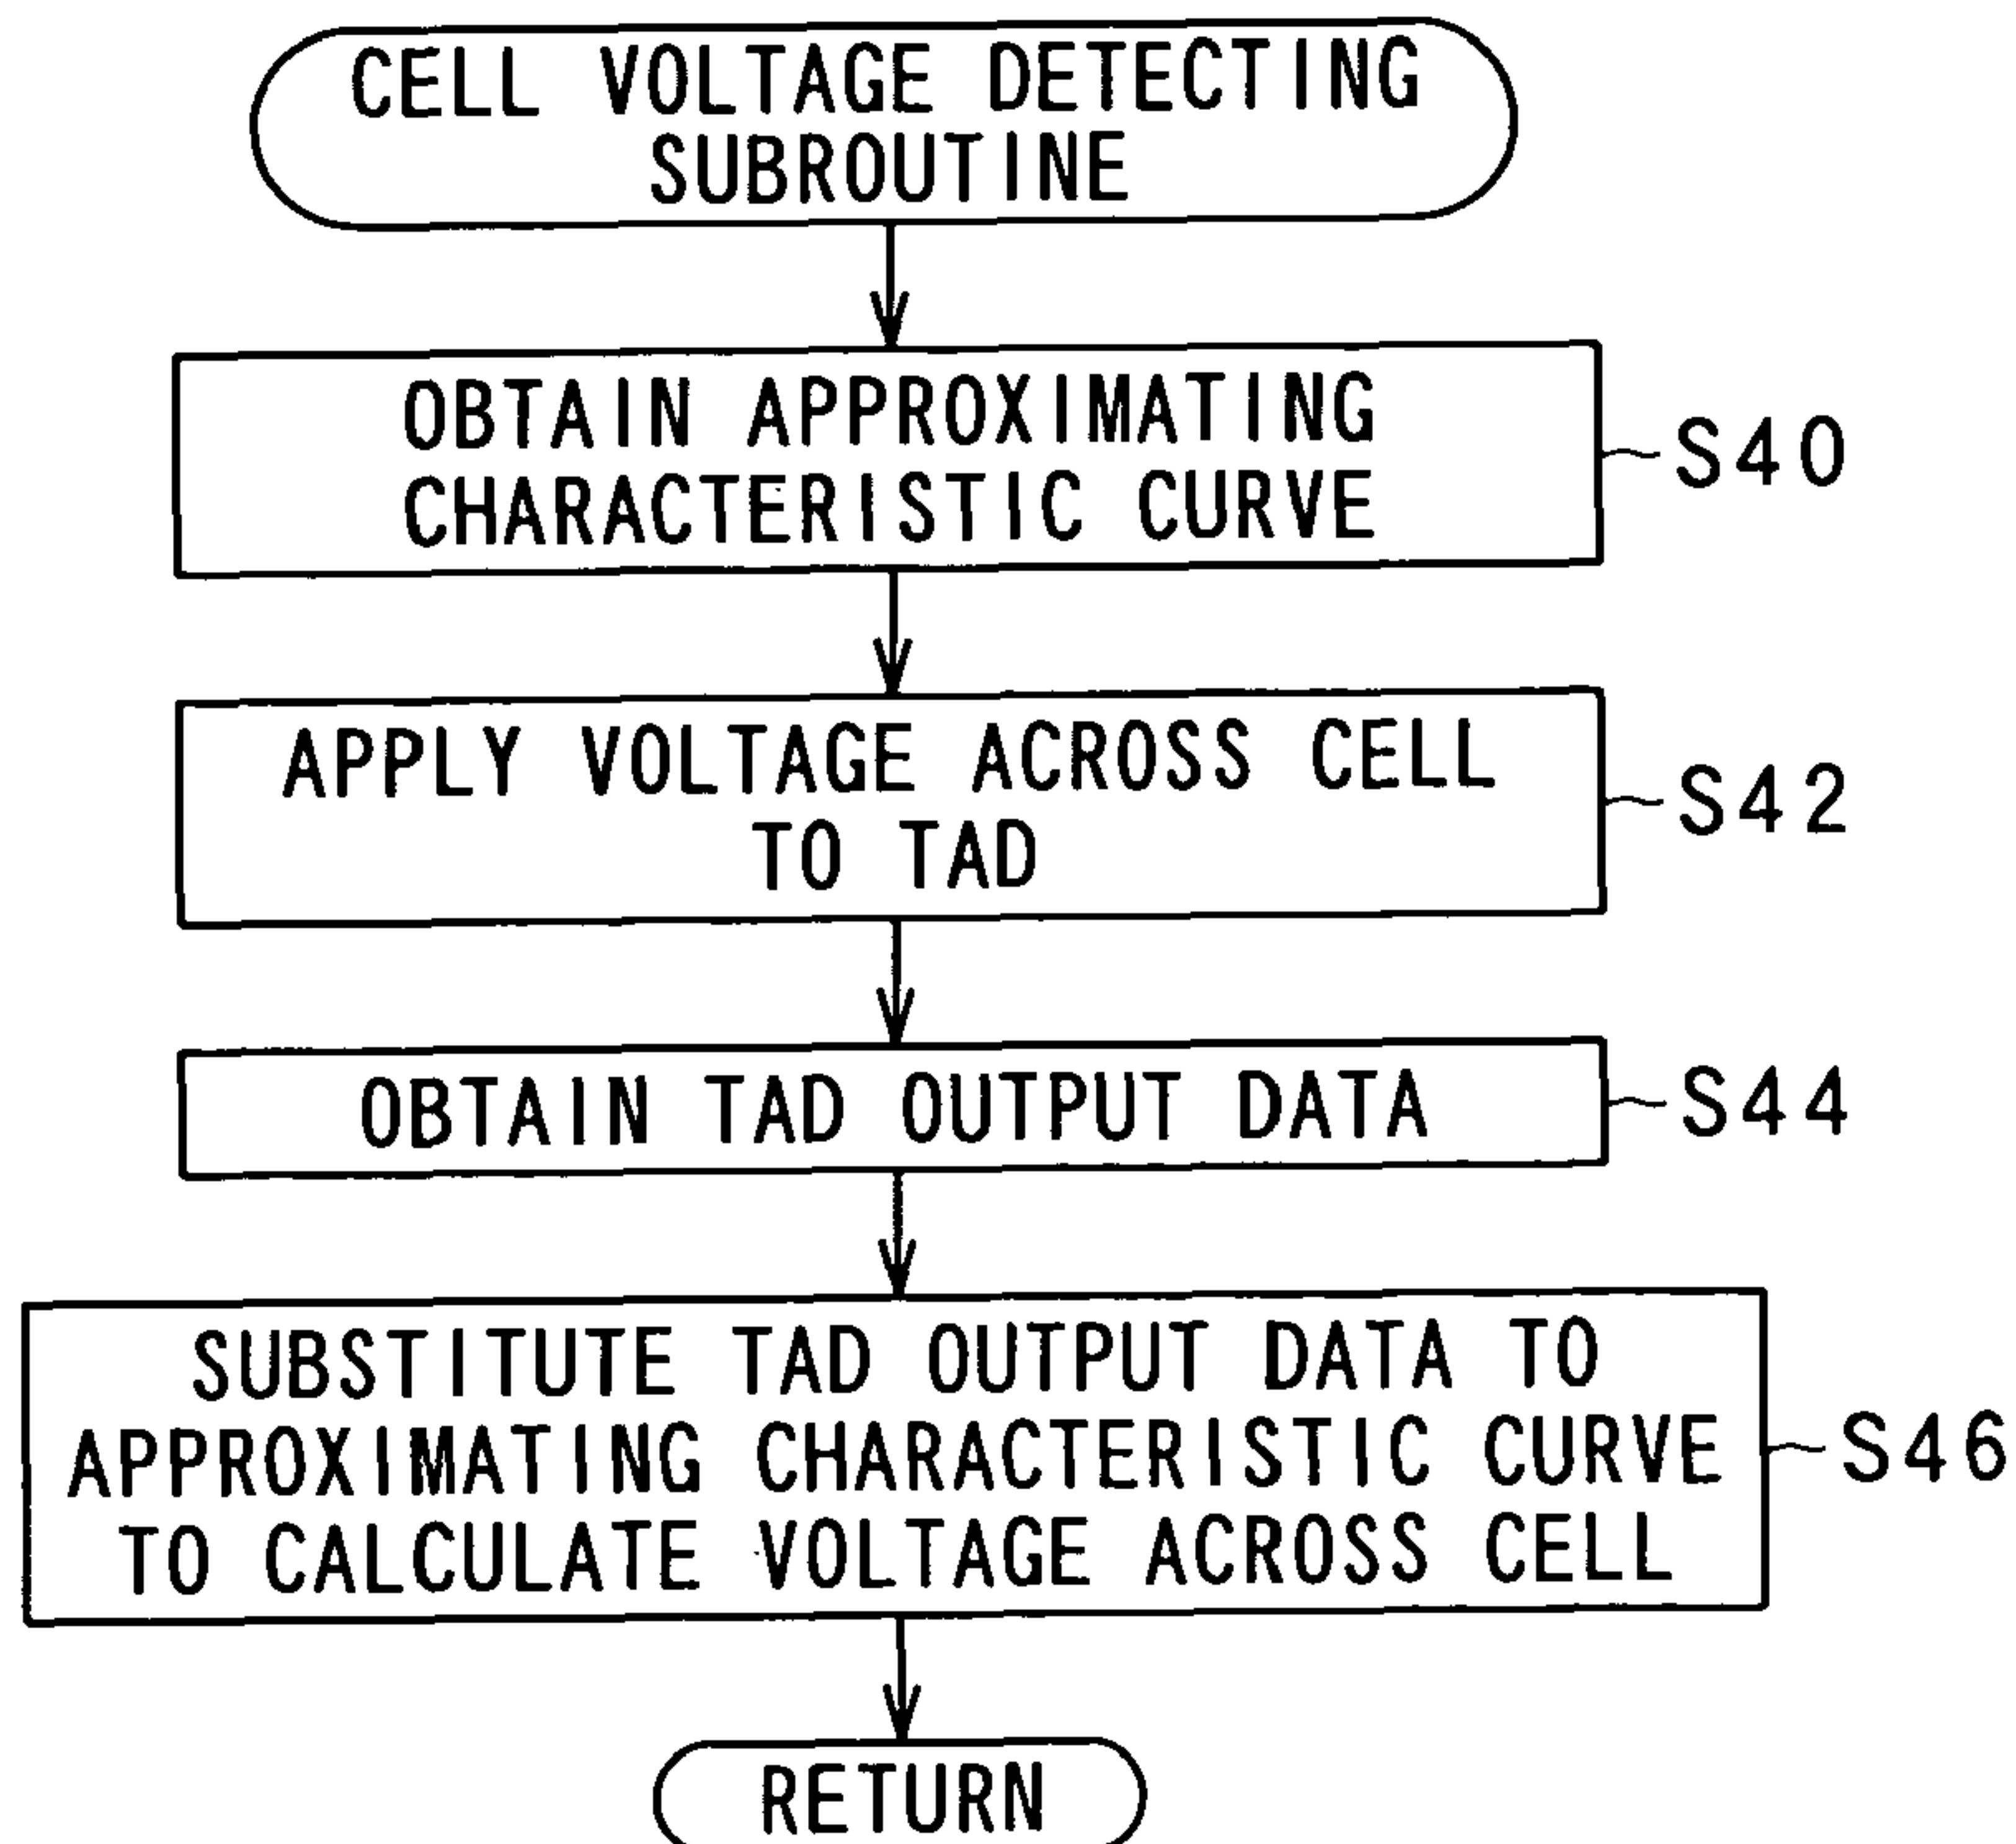 CELL VOLTAGE DETECTING
SUBROUTINE
OBTAIN APPROXIMATING
CHARACTERISTIC CURVE
S40
APPLY VOLTAGE ACROSS CELL
TO TAD
S42
OBTAIN TAD OUTPUT DATA
S44
SUBSTITUTE TAD OUTPUT DATA TO
APPROXIMATING CHARACTERISTIC CURVE
TO CALCULATE VOLTAGE ACROSS CELL
S46
RETURN